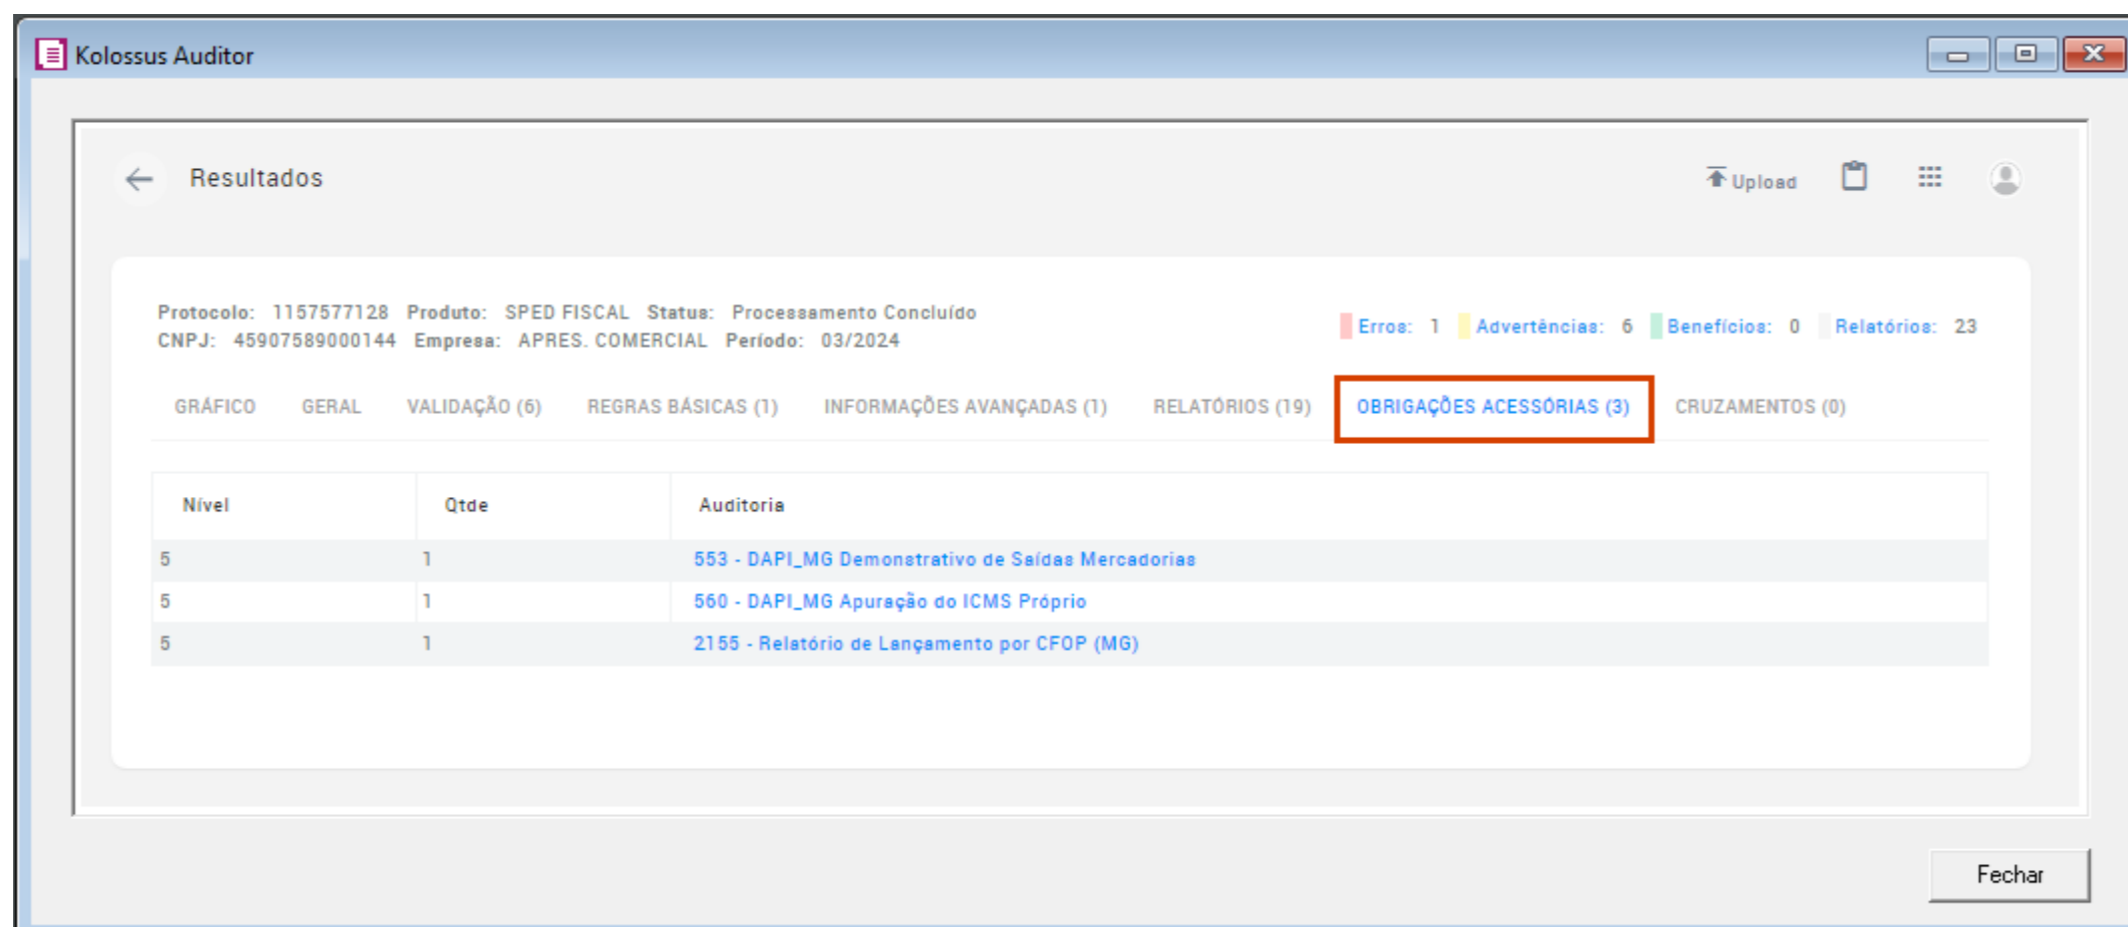 Kolossus Auditor
Resultados
Upload
Protocolo: 1157577128 Produto: SPED FISCAL Status: Processamento Concluído
CNPJ: 45907589000144 Empresa: APRES. COMERCIAL Período: 03/2024
Erros: 1 Advertências: 6 Benefícios: 0 Relatórios: 23
GRÁFICO GERAL VALIDAÇÃO (6) REGRAS BÁSICAS (1) INFORMAÇÕES AVANÇADAS (1) RELATÓRIOS (19) OBRIGAÇÕES ACESSÓRIAS (3) CRUZAMENTOS (0)
Nível Qtde Auditoria
5 1 553 - DAPI_MG Demonstrativo de Saídas Mercadorias
5 1 560 - DAPI_MG Apuração do ICMS Próprio
5 1 2155 - Relatório de Lançamento por CFOP (MG)
Fechar